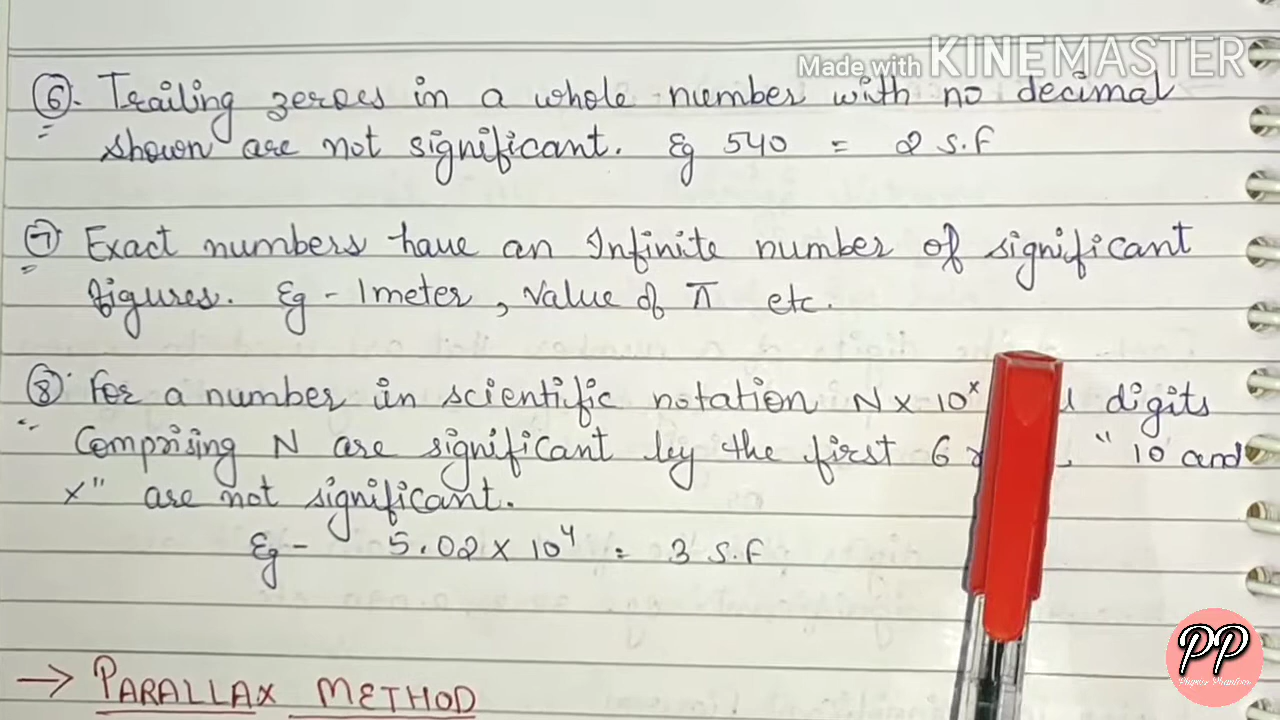 Made with KINEMASTER
⑥. Trailing zeroes in a whole number with no decimal
shown are not significant. Eg 540 = 2 S.F
⑦. Exact numbers have an Infinite number of significant
figures. Eg - 1 meter, Value of π etc.
⑧. For a number in scientific notation N × 10ˣ digits
Comprising N are significant by the first 6 " 10 and
x" are not significant.
Eg - 5.02 × 10⁴ = 3 S.F
→ PARALLAX METHOD
PP